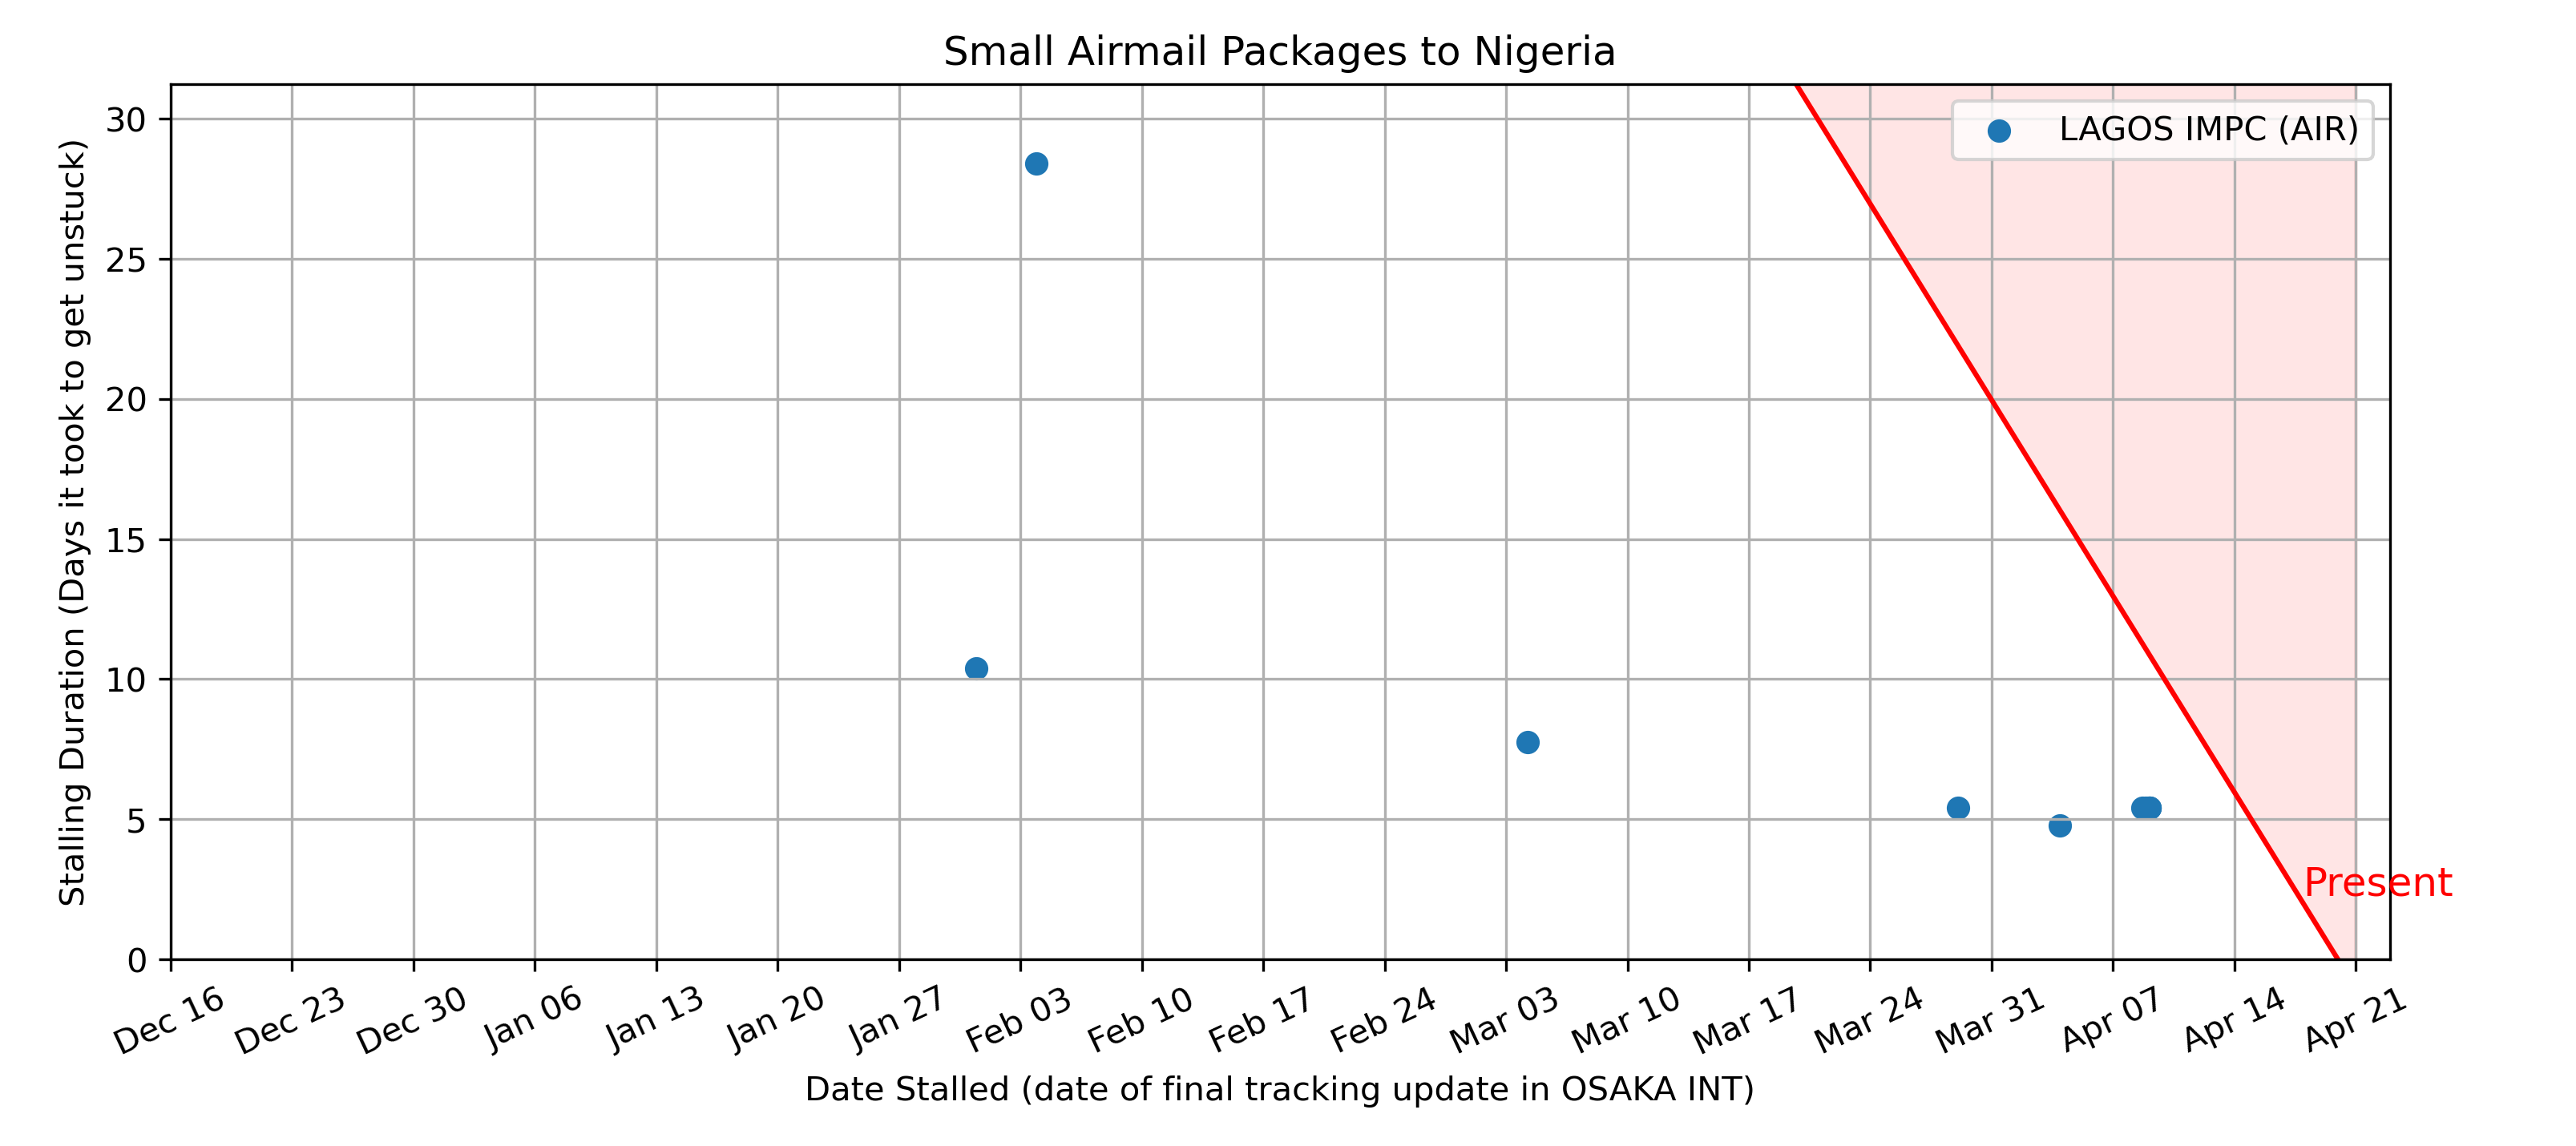 Small Airmail Packages to Nigeria
LAGOS IMPC (AIR)
Stalling Duration (Days it took to get unstuck)
30
25
20
15
10
5
0
Present
Dec 16
Dec 23
Dec 30
Jan 06
Jan 13
Jan 20
Jan 27
Feb 03
Feb 10
Feb 17
Feb 24
Mar 03
Mar 10
Mar 17
Mar 24
Mar 31
Apr 07
Apr 14
Apr 21
Date Stalled (date of final tracking update in OSAKA INT)